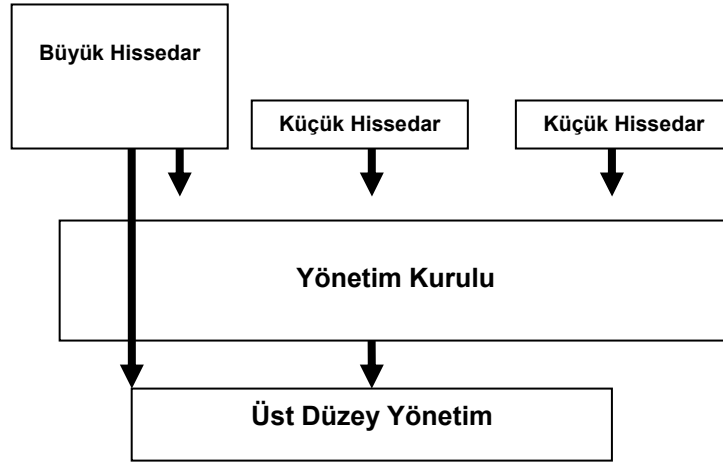 Büyük Hissedar
Küçük Hissedar
Küçük Hissedar
Yönetim Kurulu
Üst Düzey Yönetim